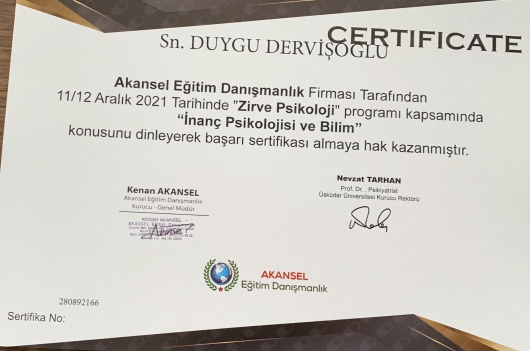 CERTIFICATE
Sn. DUYGU DERVİŞOĞLU
Akansel Eğitim Danışmanlık Firması Tarafından
11/12 Aralık 2021 Tarihinde "Zirve Psikoloji" programı kapsamında
“İnanç Psikolojisi ve Bilim”
konusunu dinleyerek başarı sertifikası almaya hak kazanmıştır.
Kenan AKANSEL
Akansel Eğitim Danışmanlık
Kurucu - Genel Müdür
KENAN AKANSEL
Nevzat TARHAN
Prof. Dr. , Psikiyatrist
Üsküdar Üniversitesi Kurucu Rektörü
AKANSEL
Eğitim Danışmanlık
280892166
Sertifika No: